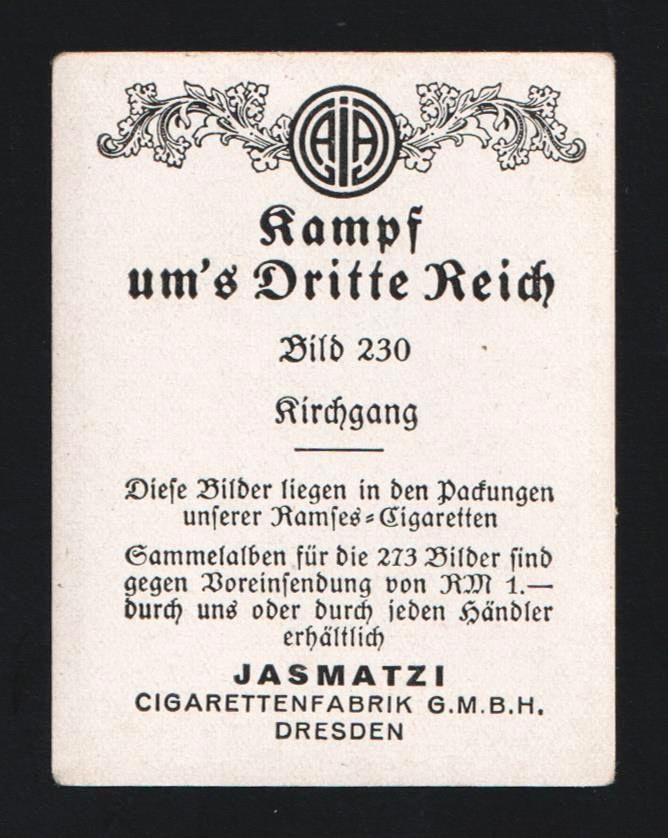 Kampf
um's Dritte Reich
Bild 230
Kirchgang
Diese Bilder liegen in den Packungen
unserer Ramses=Cigaretten
Sammelalben für die 273 Bilder sind
gegen Voreinsendung von RM 1.—
durch uns oder durch jeden Händler
erhältlich
JASMATZI
CIGARETTENFABRIK G.M.B.H.
DRESDEN